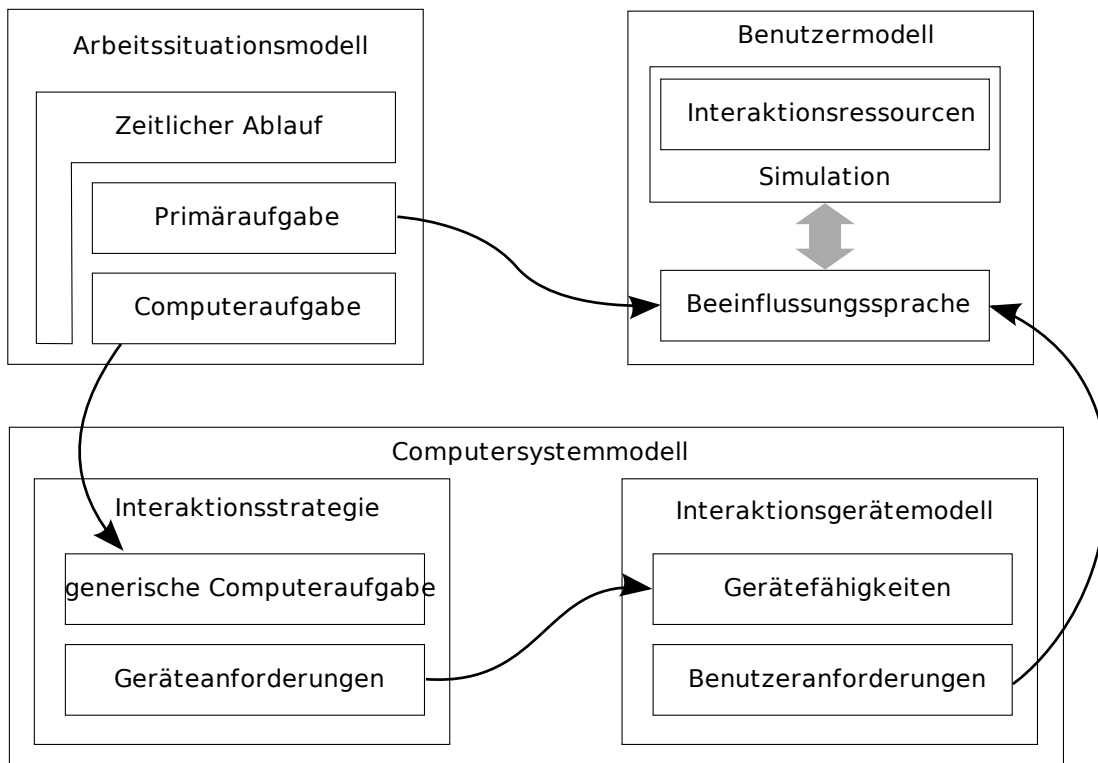 Arbeitssituationsmodell
Zeitlicher Ablauf
Primäraufgabe
Computeraufgabe
Benutzermodell
Interaktionsressourcen
Simulation
Beeinflussungssprache
Computersystemmodell
Interaktionsstrategie
generische Computeraufgabe
Geräteanforderungen
Interaktionsgerätemodell
Gerätefähigkeiten
Benutzeranforderungen